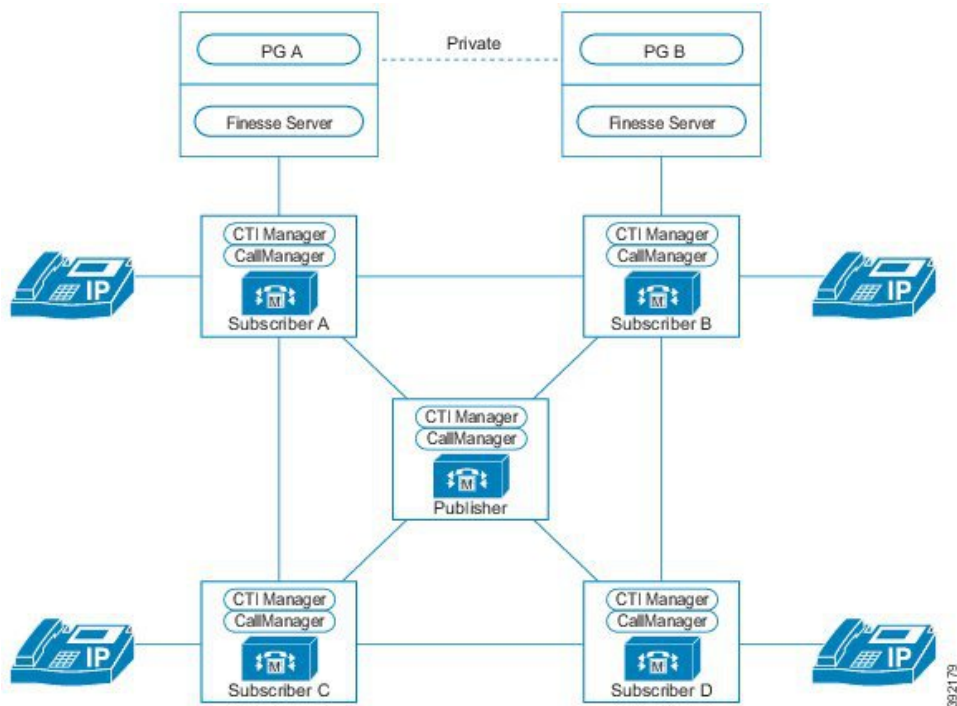 PG A
Private
PG B
Finesse Server
Finesse Server
CTI Manager
CallManager
M
Subscriber A
IP
CTI Manager
CallManager
M
Subscriber B
IP
CTI Manager
CallManager
M
Publisher
CTI Manager
CallManager
M
Subscriber C
IP
CTI Manager
CallManager
M
Subscriber D
IP
392179